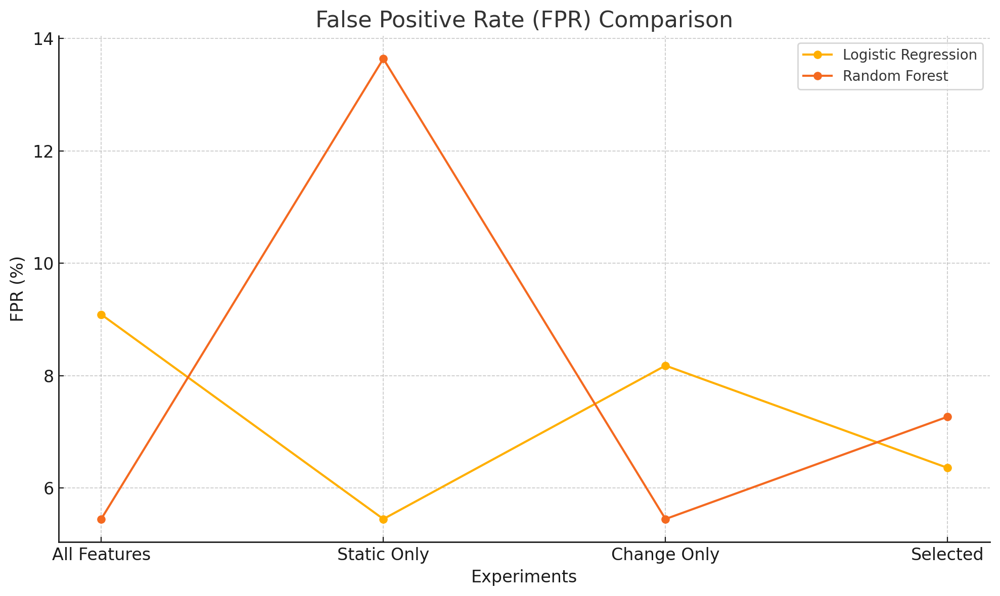 False Positive Rate (FPR) Comparison
Logistic Regression
Random Forest
FPR (%)
14
12
10
8
6
All Features
Static Only
Change Only
Selected
Experiments